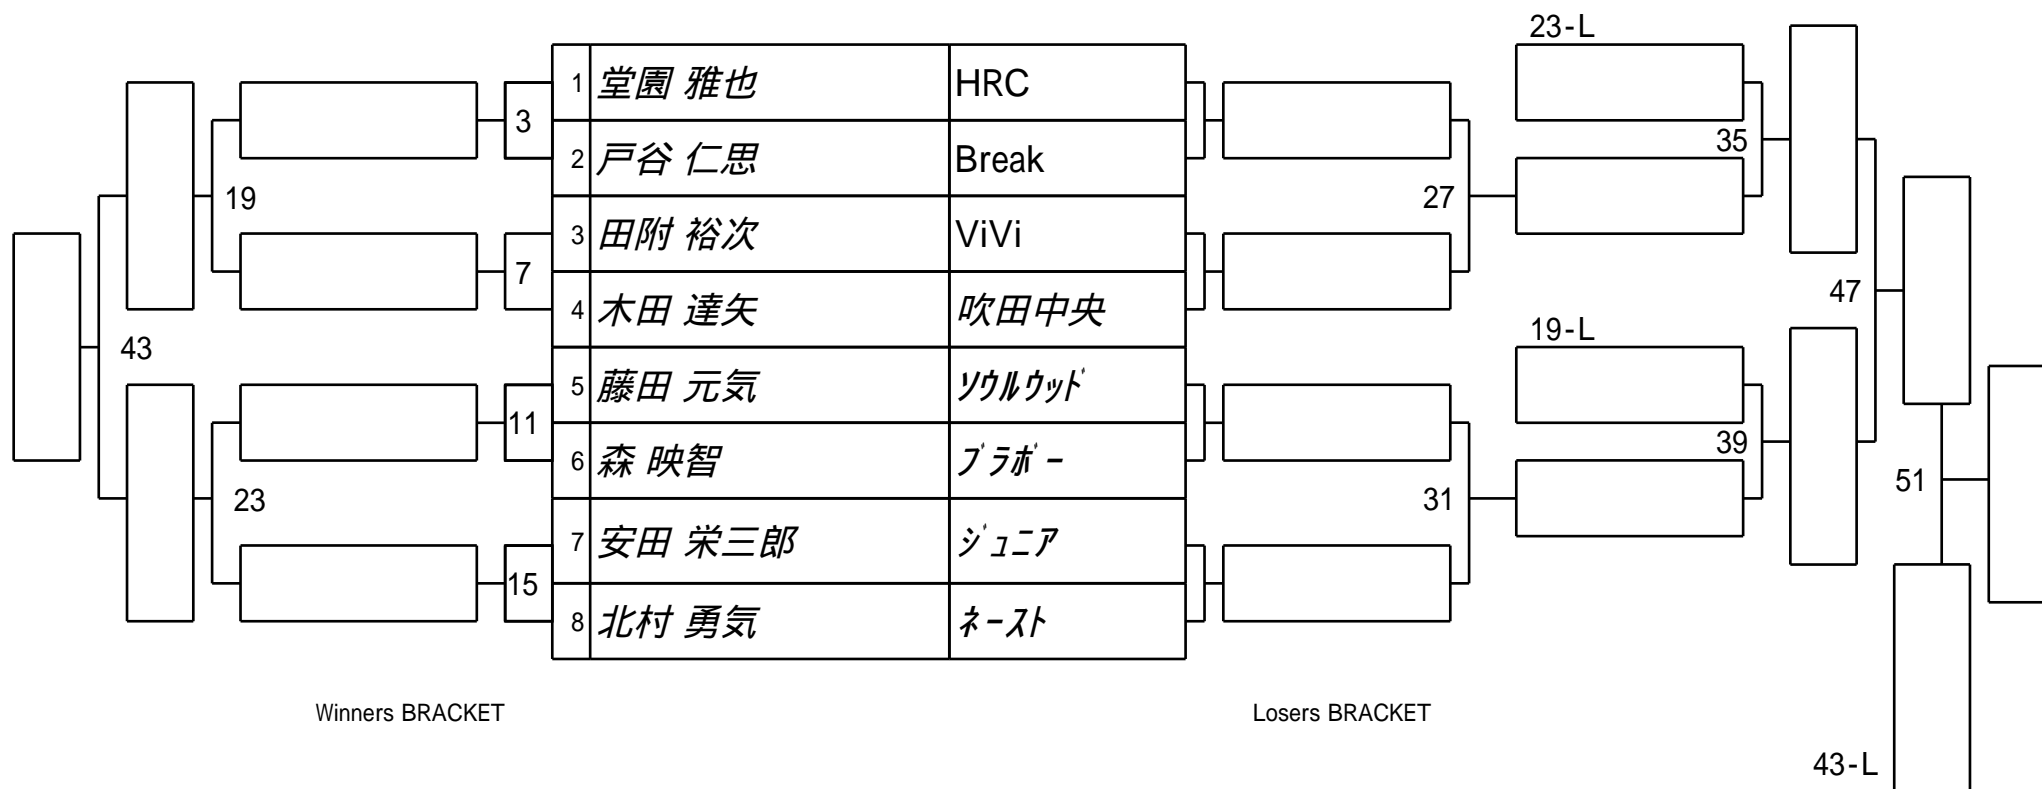 23-L
1 堂園 雅也 HRC
3
2 戸谷 仁思 Break
35
19
27
3 田附 裕次 ViVi
7
4 木田 達矢 吹田中央
47
43
19-L
5 藤田 元気 ソウルウッド
11
6 森 映智 ブラボー
39
23
31
51
7 安田 栄三郎 ジュニア
15
8 北村 勇気 ネースト
Winners BRACKET
Losers BRACKET
43-L